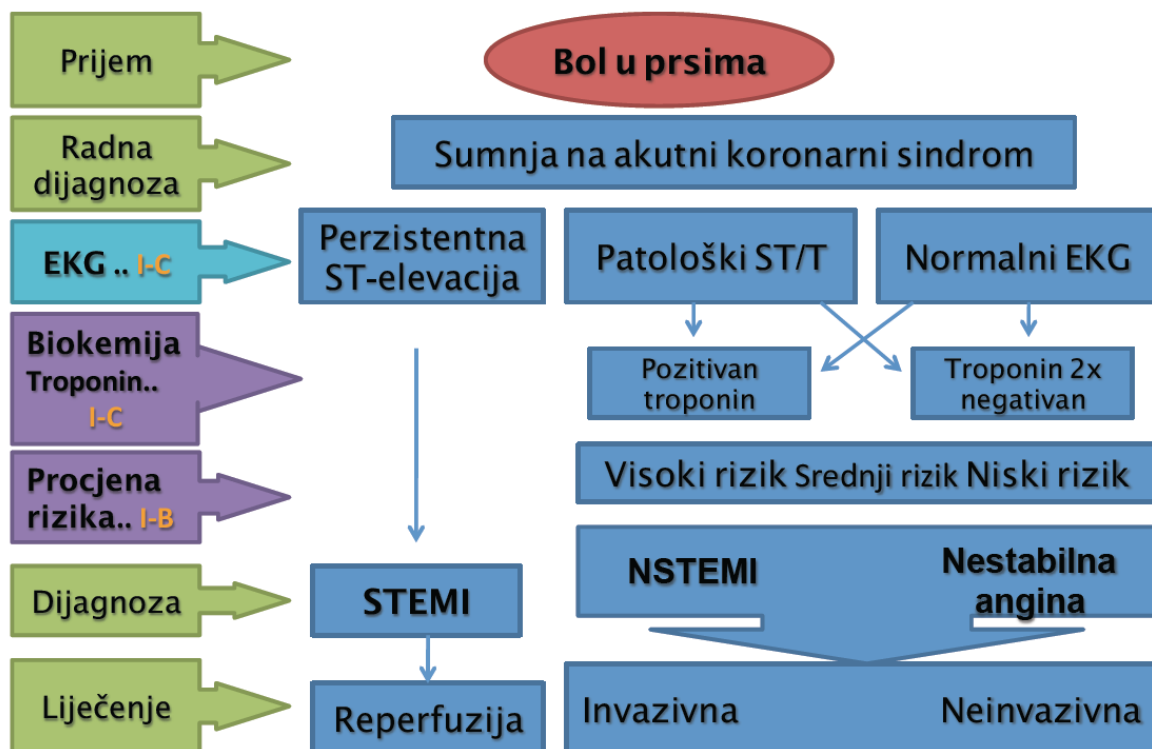 Prijem
Bol u prsima
Radna
dijagnoza
Sumnja na akutni koronarni sindrom
EKG .. I-C
Perzistentna
ST-elevacija
Patološki ST/T
Normalni EKG
Biokemija
Troponin..
I-C
Pozitivan
troponin
Troponin 2x
negativan
Procjena
rizika.. I-B
Visoki rizik Srednji rizik Niski rizik
Dijagnoza
STEMI
NSTEMI
Nestabilna
angina
Liječenje
Reperfuzija
Invazivna
Neinvazivna